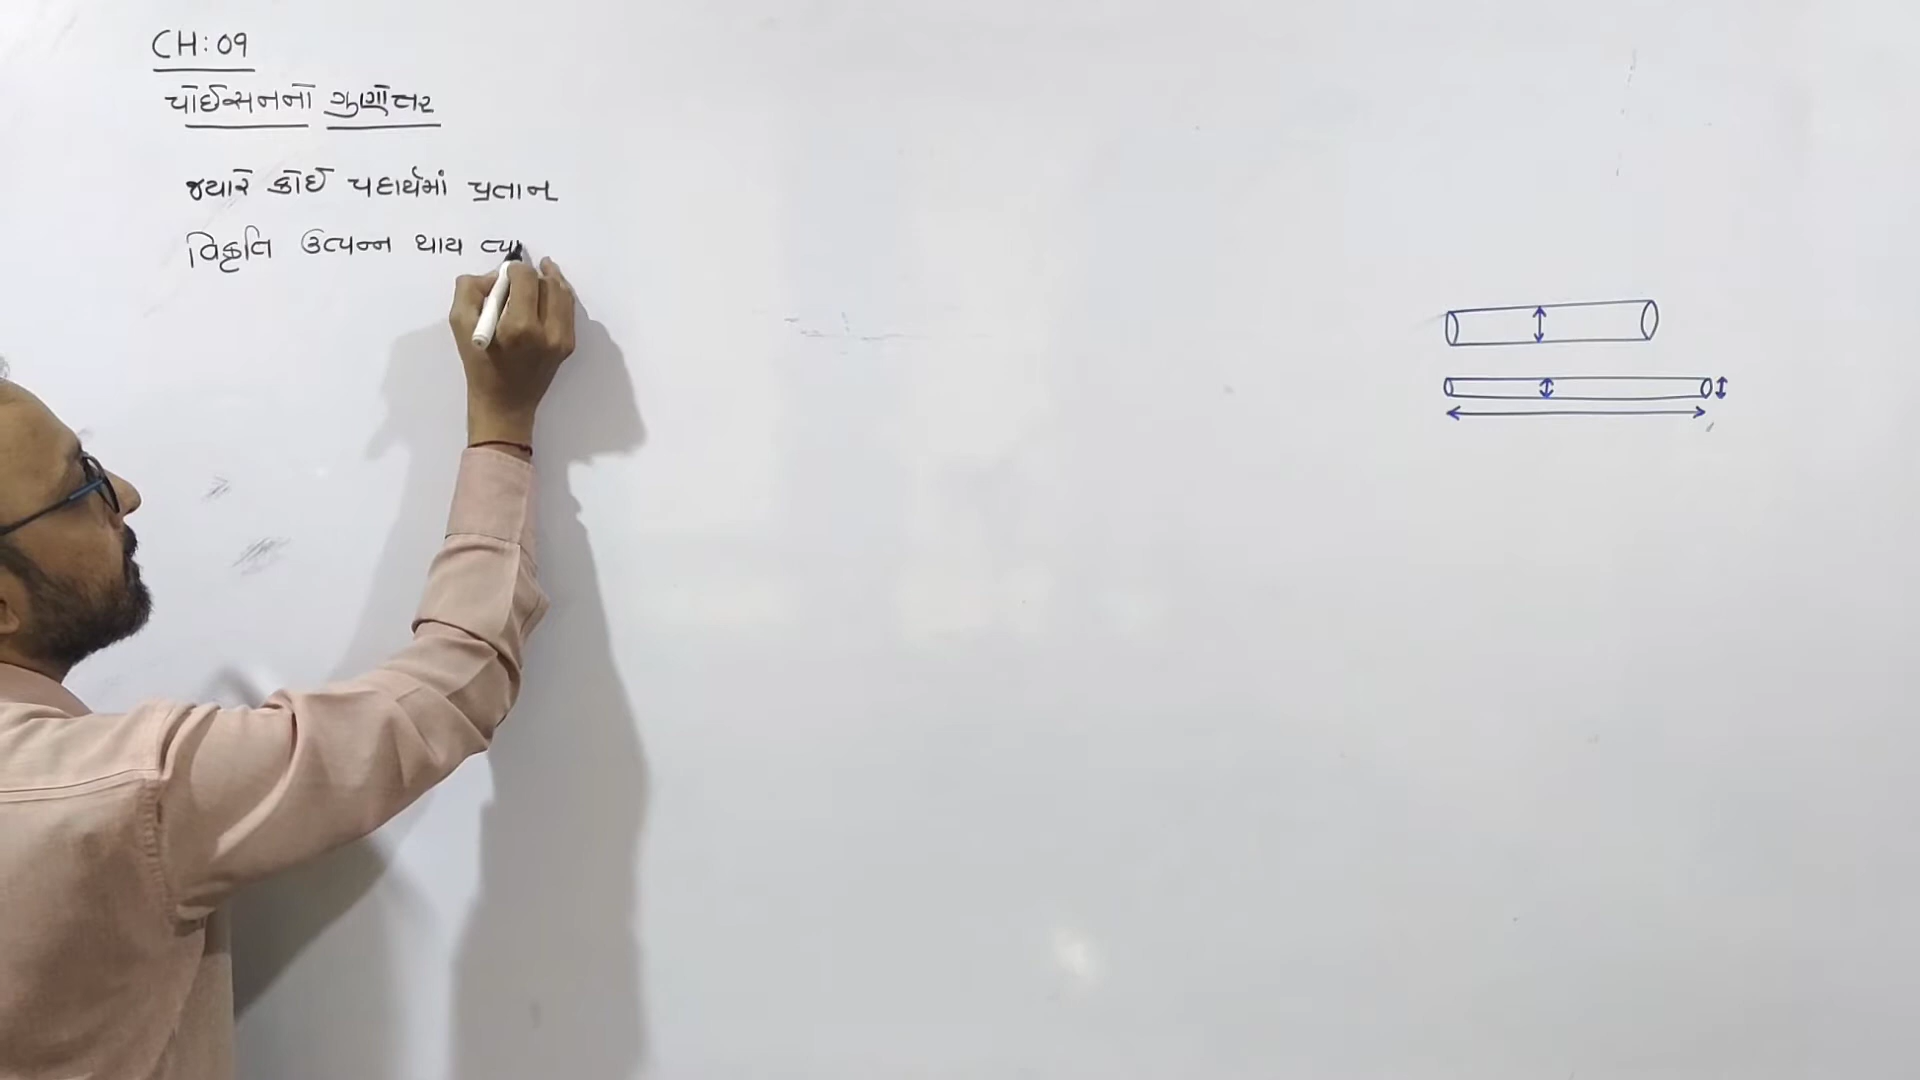 CH:09
પોઈસનનો ગુણોત્તર
જ્યારે કોઈ પદાર્થમાં પ્રતાન
વિકૃતિ ઉત્પન્ન થાય